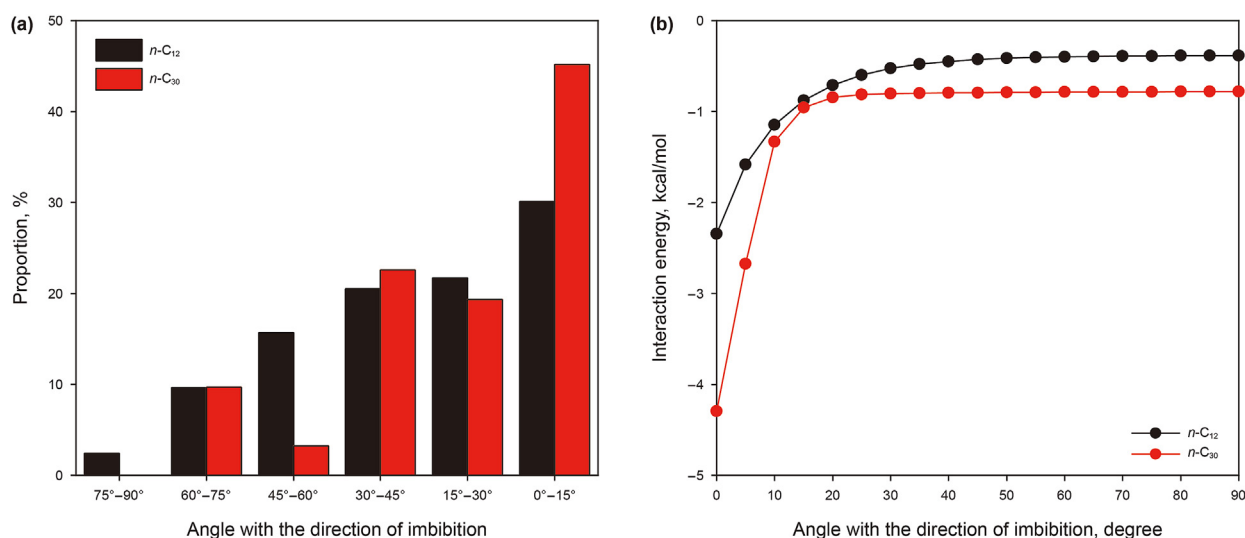 (a)
50
40
30
20
10
0
Proportion, %
n-C₁₂
n-C₃₀
75°–90°
60°–75°
45°–60°
30°–45°
15°–30°
0°–15°
Angle with the direction of imbibition
(b)
0
–1
–2
–3
–4
–5
Interaction energy, kcal/mol
n-C₁₂
n-C₃₀
0
10
20
30
40
50
60
70
80
90
Angle with the direction of imbibition, degree